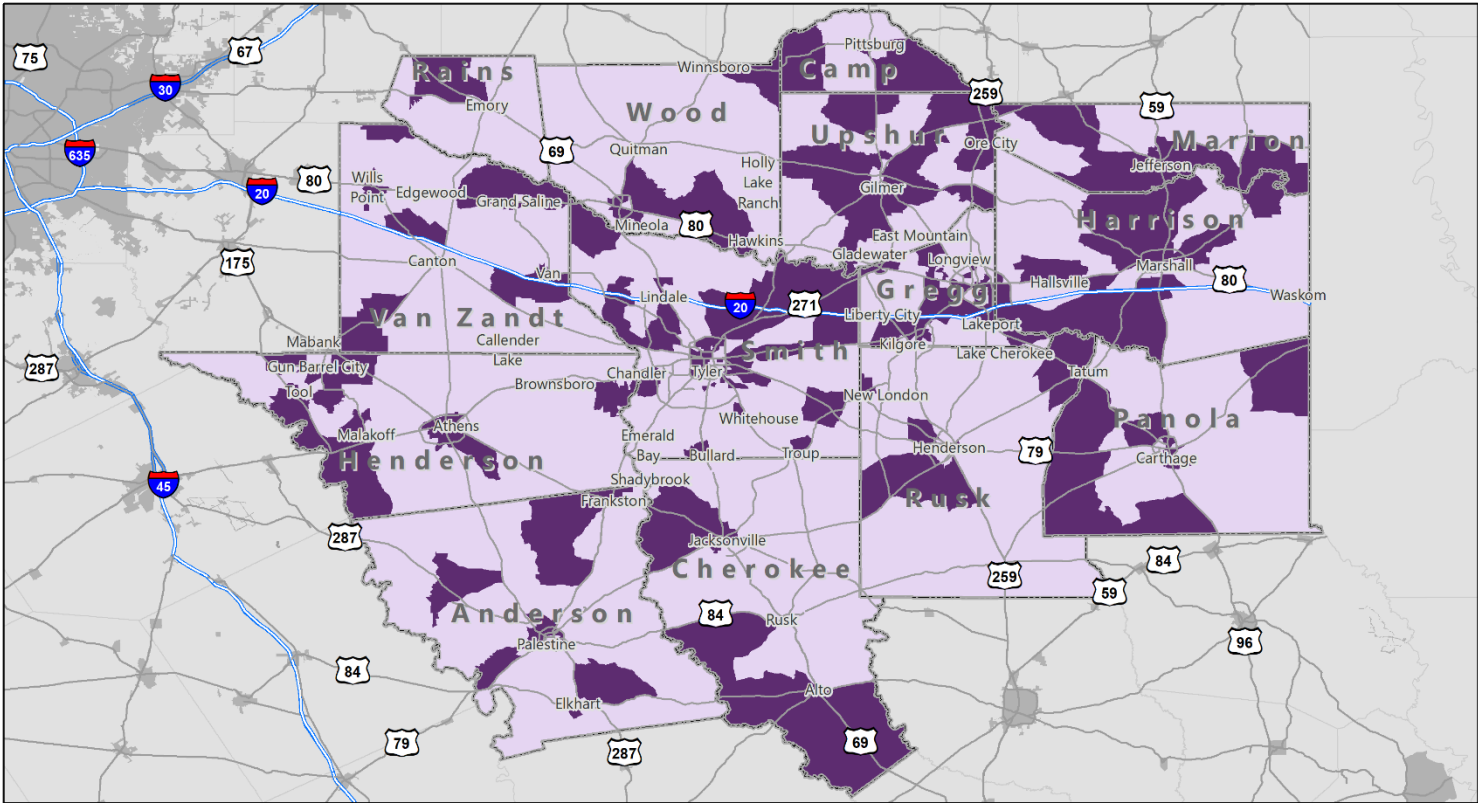 75
67
30
635
80
20
175
Rains
Emory
Winnsboro
Pittsburg
Camp
259
59
Wood
Upshur
Marion
69
Quitman
Ore City
Jefferson
Wills
Point
Edgewood
Grand Saline
Holly
Lake
Ranch
Gilmer
Harrison
Mineola
80
Hawkins
East Mountain
Gladewater
Longview
Canton
Van
Hallsville
Marshall
80
Lindale
20
271
Gregg
Waskom
Van Zandt
Liberty City
Lakeport
Mabank
Callender
Lake
Smith
Kilgore
Lake Cherokee
287
Gun Barrel City
Chandler
Tyler
Tatum
Tool
Brownsboro
New London
Whitehouse
Panola
Malakoff
Athens
Emerald
Bay
Bullard
Troup
Henderson
79
Carthage
Henderson
45
Shadybrook
Rusk
Frankston
287
Jacksonville
Cherokee
259
84
59
Anderson
84
Rusk
96
Palestine
84
Alto
Elkhart
79
287
69